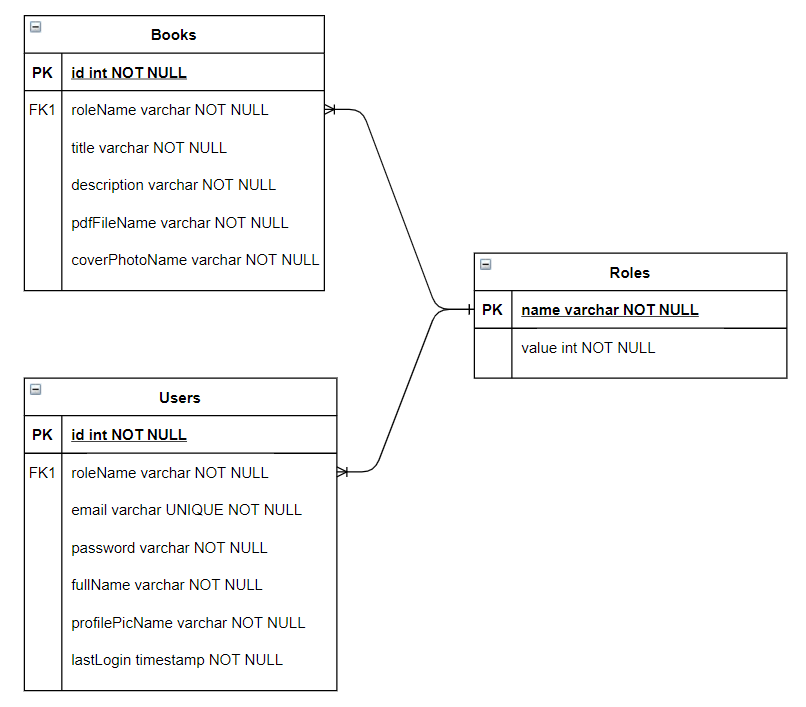 Books
PK id int NOT NULL
FK1 roleName varchar NOT NULL
title varchar NOT NULL
description varchar NOT NULL
pdfFileName varchar NOT NULL
coverPhotoName varchar NOT NULL
Roles
PK name varchar NOT NULL
value int NOT NULL
Users
PK id int NOT NULL
FK1 roleName varchar NOT NULL
email varchar UNIQUE NOT NULL
password varchar NOT NULL
fullName varchar NOT NULL
profilePicName varchar NOT NULL
lastLogin timestamp NOT NULL